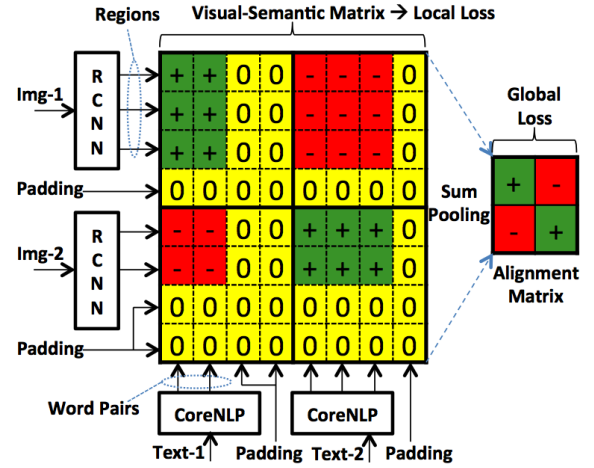 Regions
Visual-Semantic Matrix → Local Loss
Img-1
R
C
N
N
+ + 0 0 - - - 0
+ + 0 0 - - - 0
+ + 0 0 - - - 0
Padding
0 0 0 0 0 0 0 0
Img-2
R
C
N
N
- - 0 0 + + + 0
- - 0 0 + + + 0
0 0 0 0 0 0 0 0
Padding
0 0 0 0 0 0 0 0
Word Pairs
CoreNLP
CoreNLP
Text-1
Padding
Text-2
Padding
Global
Loss
Sum
Pooling
+ -
- +
Alignment
Matrix